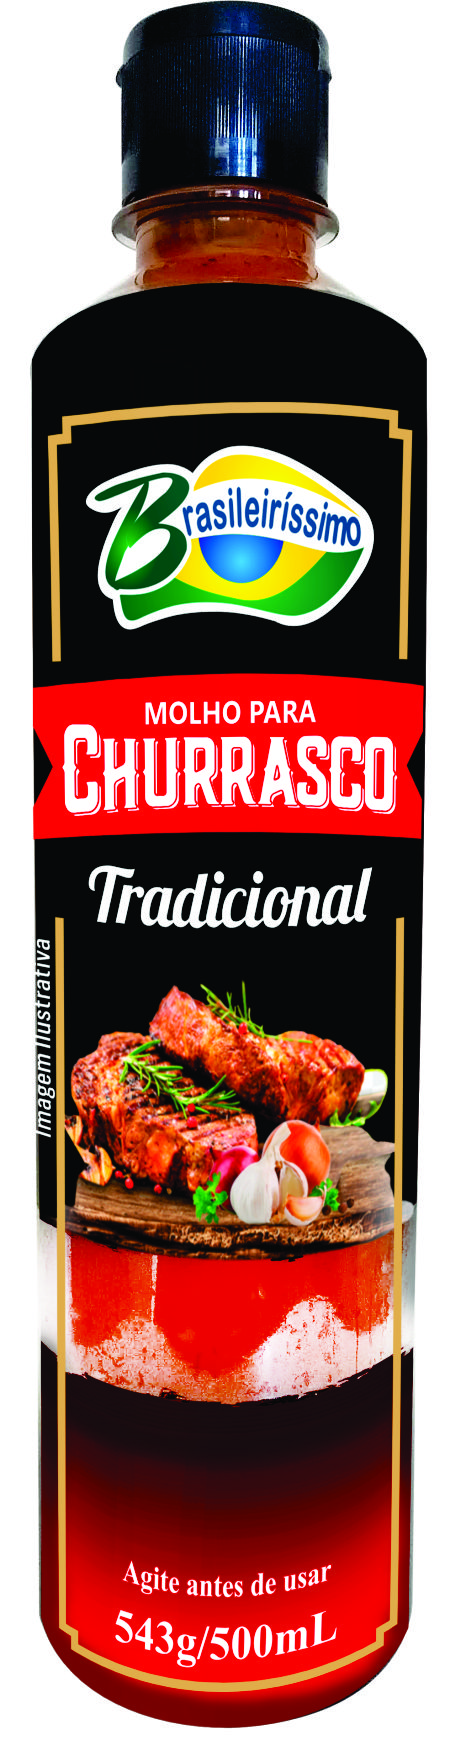 Brasileiríssimo
MOLHO PARA
CHURRASCO
Tradicional
Imagem Ilustrativa
Agite antes de usar
543g/500mL